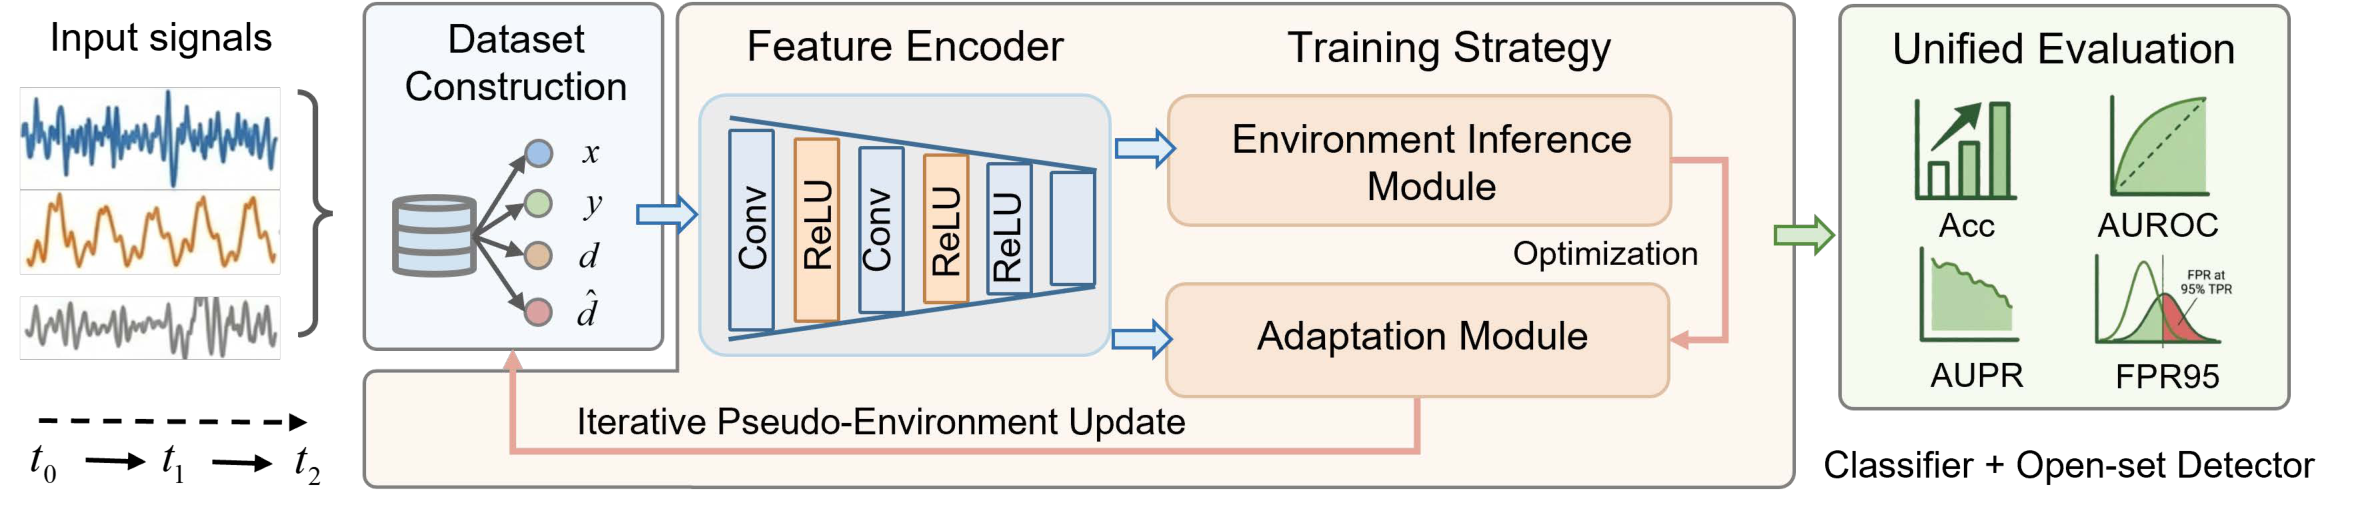 Input signals
t0
t1
t2
Dataset
Construction
x
y
d
d̂
Feature Encoder
Conv
ReLU
Conv
ReLU
ReLU
Training Strategy
Environment Inference
Module
Optimization
Adaptation Module
Iterative Pseudo-Environment Update
Unified Evaluation
Acc
AUROC
FPR at
95% TPR
AUPR
FPR95
Classifier + Open-set Detector